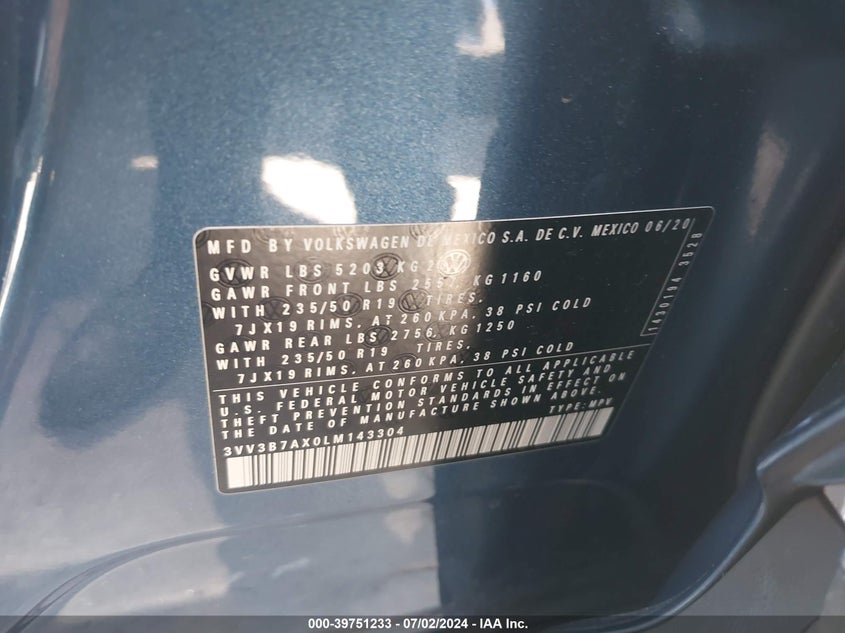 MFD BY VOLKSWAGEN DE MEXICO S.A. DE C.V. MEXICO 06/20
GVWR LBS 5203 KG
GAWR FRONT LBS KG 1160
WITH 235/50 R19 TIRES.
7JX19 RIMS. AT 260 KPA. 38 PSI COLD
GAWR REAR LBS 2756. KG 1250
WITH 235/50 R19 TIRES.
7JX19 RIMS. AT 260 KPA. 38 PSI COLD
THIS VEHICLE CONFORMS TO ALL APPLICABLE
U.S. FEDERAL MOTOR VEHICLE SAFETY AND
THEFT PREVENTION STANDARDS IN EFFECT ON
THE DATE OF MANUFACTURE SHOWN ABOVE.
3VV3B7AX0LM143304 TYPE: MPV
1430194 3528
000-39751233 - 07/02/2024 - IAA Inc.